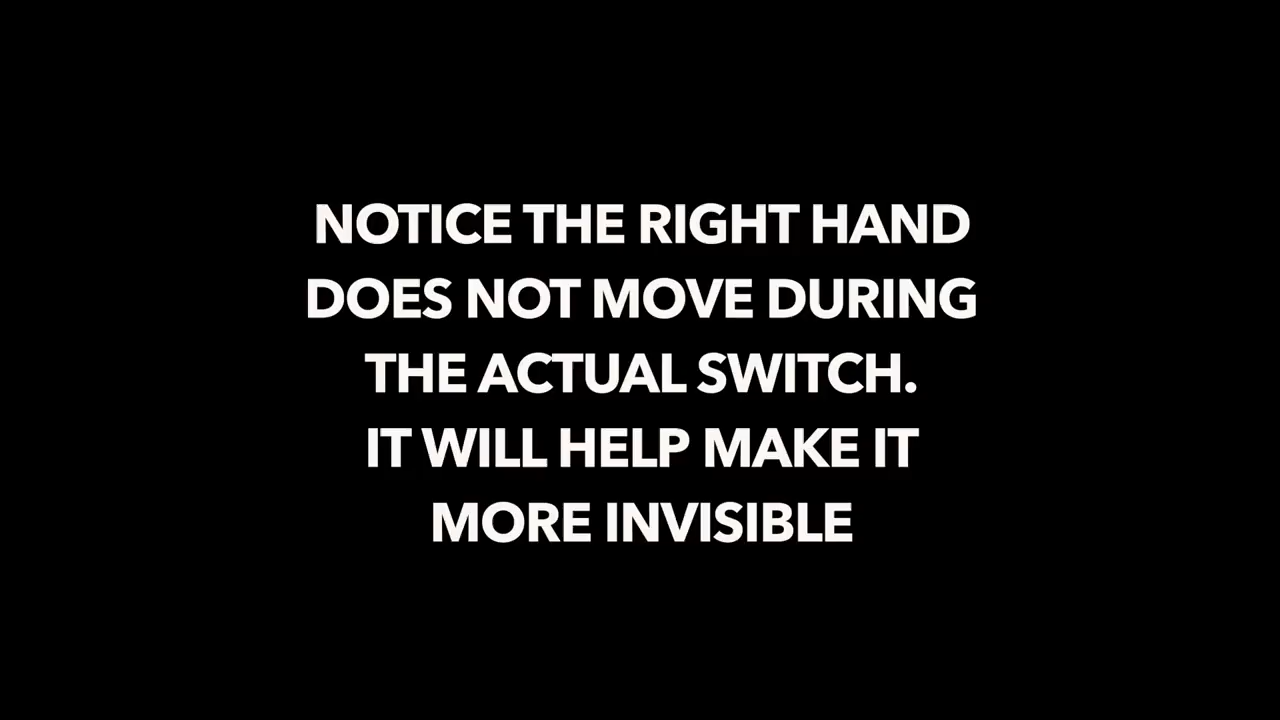 NOTICE THE RIGHT HAND
DOES NOT MOVE DURING
THE ACTUAL SWITCH.
IT WILL HELP MAKE IT
MORE INVISIBLE